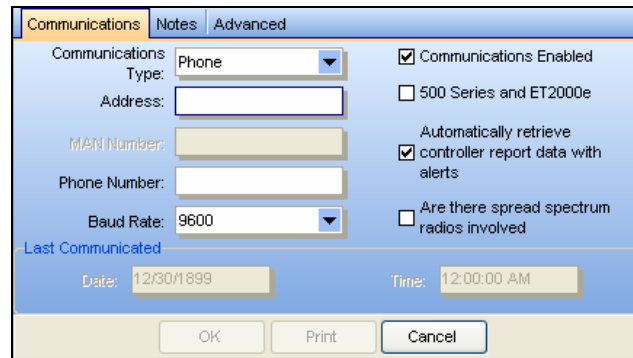 Communications Notes Advanced
Communications Type:
Phone
Communications Enabled
Address:
500 Series and ET2000e
MAN Number:
Automatically retrieve
controller report data with
alerts
Phone Number:
Baud Rate:
9600
Are there spread spectrum
radios involved
Last Communicated
Date: 12/30/1899 Time: 12:00:00 AM
OK Print Cancel